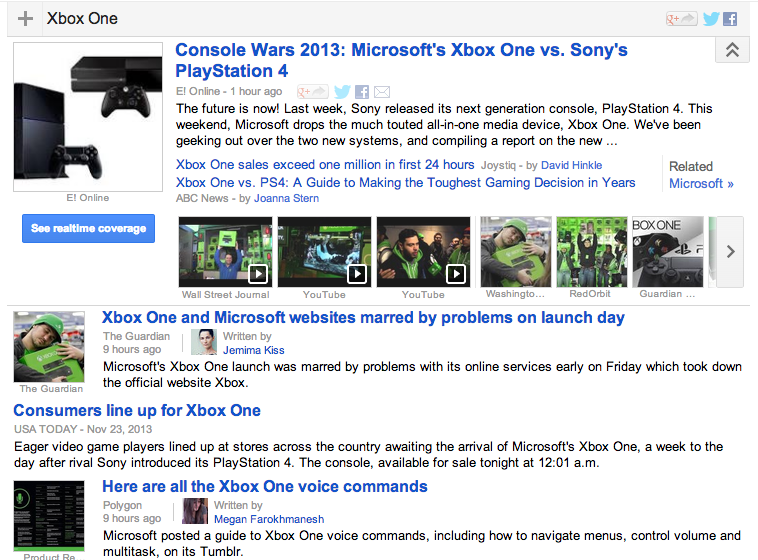 Xbox One
Console Wars 2013: Microsoft's Xbox One vs. Sony's
PlayStation 4
E! Online - 1 hour ago
The future is now! Last week, Sony released its next generation console, PlayStation 4. This
weekend, Microsoft drops the much touted all-in-one media device, Xbox One. We've been
geeking out over the two new systems, and compiling a report on the new ...
Xbox One sales exceed one million in first 24 hours Joystiq - by David Hinkle
Xbox One vs. PS4: A Guide to Making the Toughest Gaming Decision in Years
ABC News - by Joanna Stern
Related
Microsoft »
E! Online
See realtime coverage
BOX ONE
Wall Street Journal
YouTube
YouTube
Washingto...
RedOrbit
Guardian ...
Xbox One and Microsoft websites marred by problems on launch day
The Guardian
9 hours ago
Written by
Jemima Kiss
Microsoft's Xbox One launch was marred by problems with its online services early on Friday which took down
the official website Xbox.
The Guardian
Consumers line up for Xbox One
USA TODAY - Nov 23, 2013
Eager video game players lined up at stores across the country awaiting the arrival of Microsoft's Xbox One, a week to the
day after rival Sony introduced its PlayStation 4. The console, available for sale tonight at 12:01 a.m.
Here are all the Xbox One voice commands
Polygon
9 hours ago
Written by
Megan Farokhmanesh
Microsoft posted a guide to Xbox One voice commands, including how to navigate menus, control volume and
multitask, on its Tumblr.
Product Re